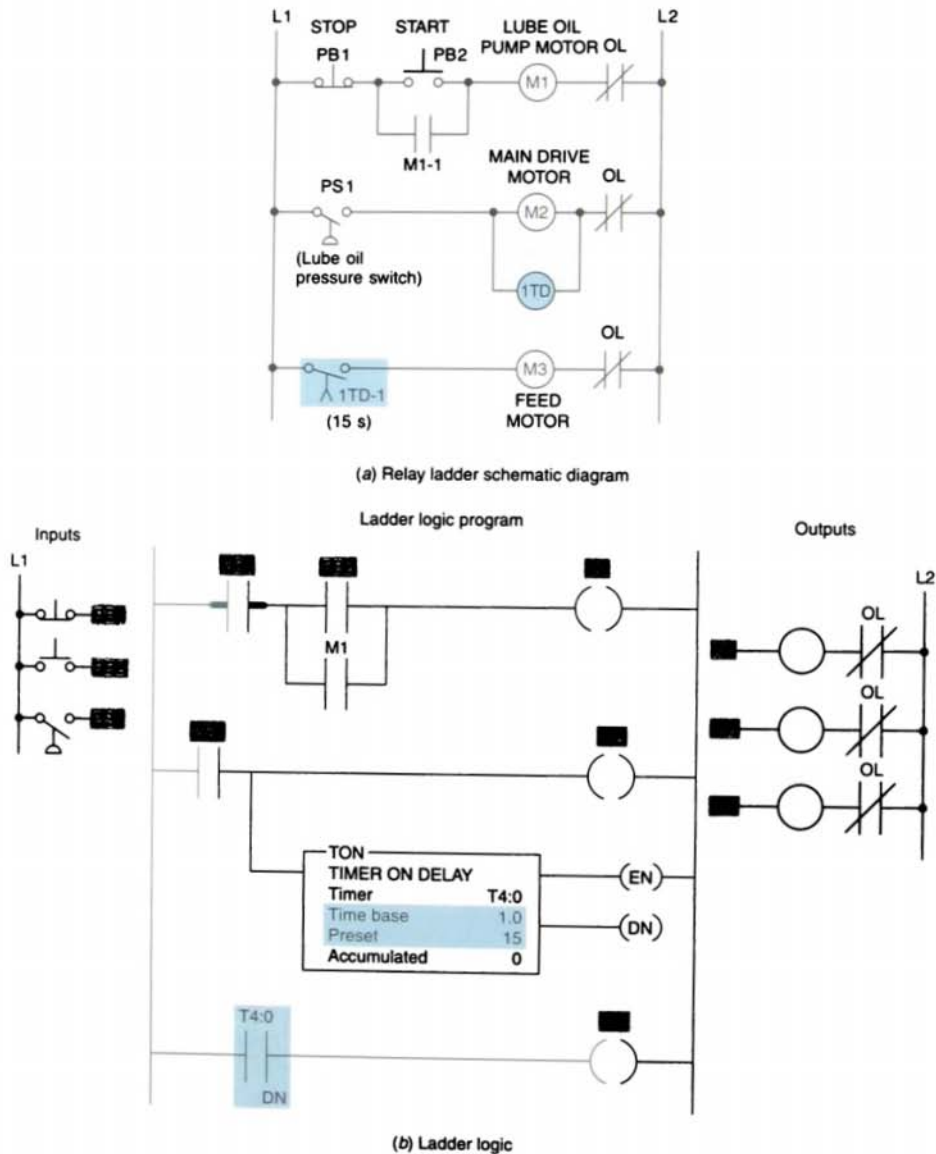 L1
L2
STOP
START
LUBE OIL
PUMP MOTOR
OL
PB1
PB2
M1
M1-1
MAIN DRIVE
MOTOR
OL
PS1
M2
(Lube oil
pressure switch)
1TD
OL
1TD-1
M3
(15 s)
FEED
MOTOR
(a) Relay ladder schematic diagram
Inputs
Ladder logic program
Outputs
L1
L2
M1
OL
OL
OL
TON
TIMER ON DELAY
Timer T4:0
Time base 1.0
Preset 15
Accumulated 0
EN
DN
T4:0
DN
(b) Ladder logic